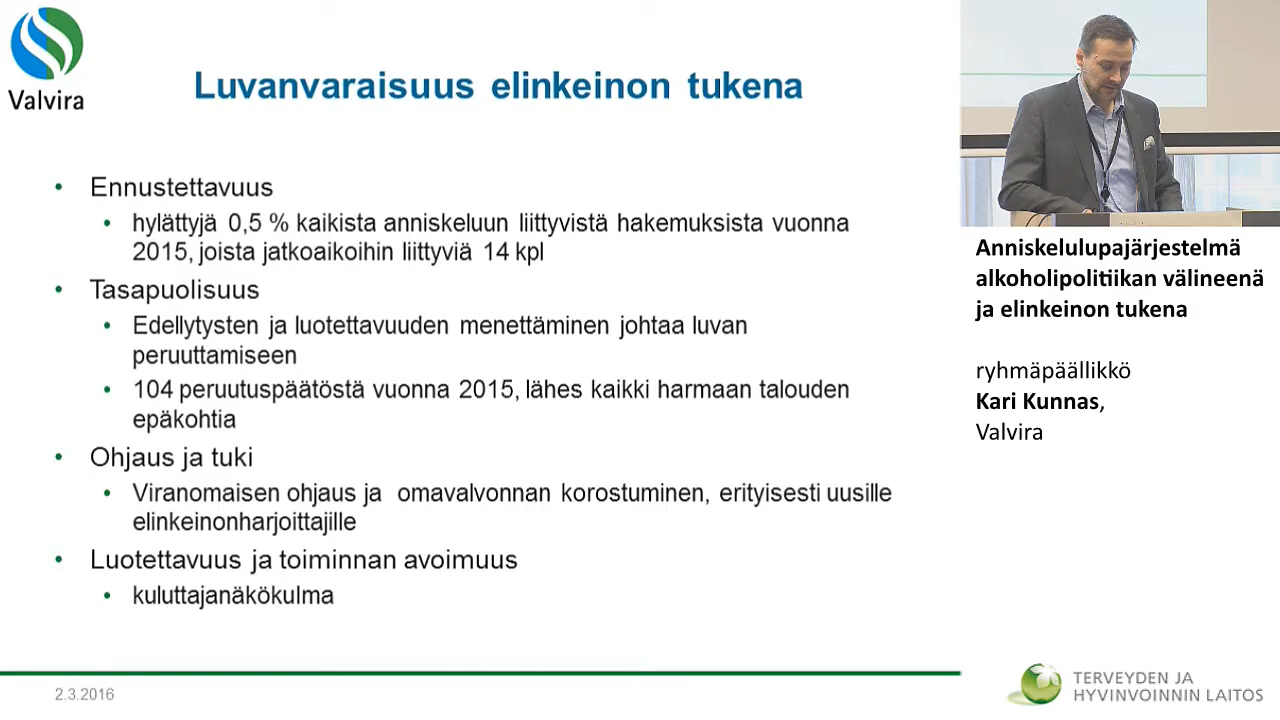 Valvira
Luvanvaraisuus elinkeinon tukena
• Ennustettavuus
• hylättyjä 0,5 % kaikista anniskeluun liittyvistä hakemuksista vuonna
2015, joista jatkoaikoihin liittyviä 14 kpl
• Tasapuolisuus
• Edellytysten ja luotettavuuden menettäminen johtaa luvan
peruuttamiseen
• 104 peruutuspäätöstä vuonna 2015, lähes kaikki harmaan talouden
epäkohtia
• Ohjaus ja tuki
• Viranomaisen ohjaus ja omavalvonnan korostuminen, erityisesti uusille
elinkeinonharjoittajille
• Luotettavuus ja toiminnan avoimuus
• kuluttajanäkökulma
2.3.2016
Anniskelulupajärjestelmä
alkoholipolitiikan välineenä
ja elinkeinon tukena
ryhmäpäällikkö
Kari Kunnas,
Valvira
TERVEYDEN JA
HYVINVOINNIN LAITOS